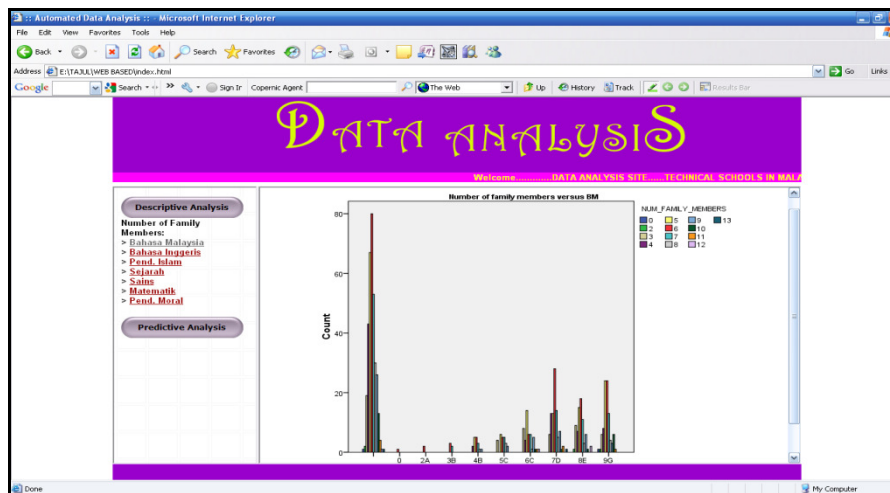 :: Automated Data Analysis :: - Microsoft Internet Explorer
File Edit View Favorites Tools Help
Back Search Favorites
Address E:\TAJUL\WEB BASED\index.html Go Links
Google Search Sign In Copernic Agent The Web Up History Track Results Bar
DATA ANALYSIS
Welcome.............DATA ANALYSIS SITE......TECHNICAL SCHOOLS IN MALA
Descriptive Analysis
Number of Family
Members:
> Bahasa Malaysia
> Bahasa Inggeris
> Pend. Islam
> Sejarah
> Sains
> Matematik
> Pend. Moral
Predictive Analysis
Number of family members versus BM
NUM_FAMILY_MEMBERS
0 5 9 13
2 6 10
3 7 11
4 8 12
Count
80
60
40
20
0
0 2A 3B 4B 5C 6C 7D 8E 9G
Done My Computer